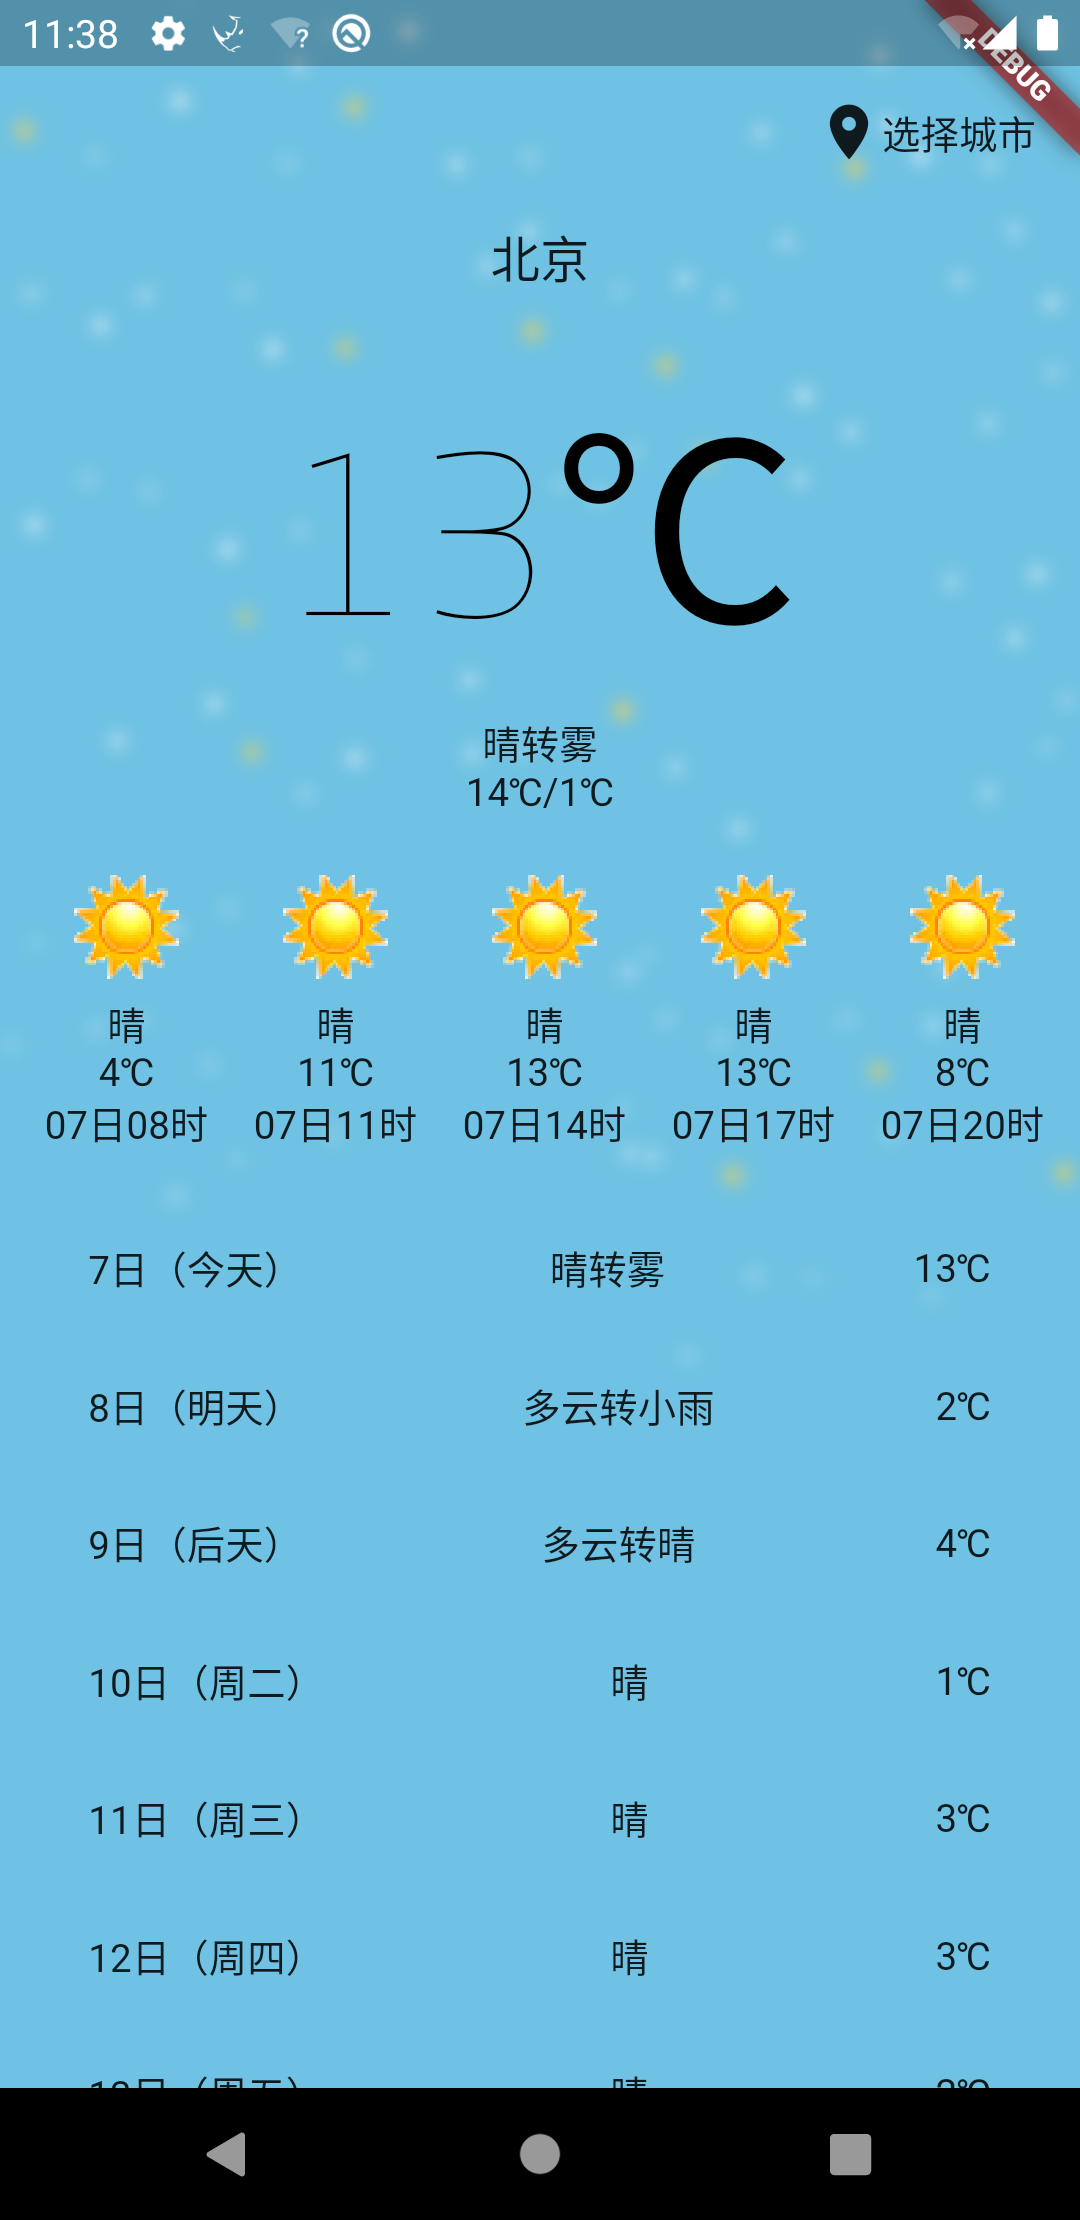 11:38
DEBUG
选择城市
北京
13℃
晴转雾
14℃/1℃
晴 晴 晴 晴 晴
4℃ 11℃ 13℃ 13℃ 8℃
07日08时 07日11时 07日14时 07日17时 07日20时
7日（今天） 晴转雾 13℃
8日（明天） 多云转小雨 2℃
9日（后天） 多云转晴 4℃
10日（周二） 晴 1℃
11日（周三） 晴 3℃
12日（周四） 晴 3℃